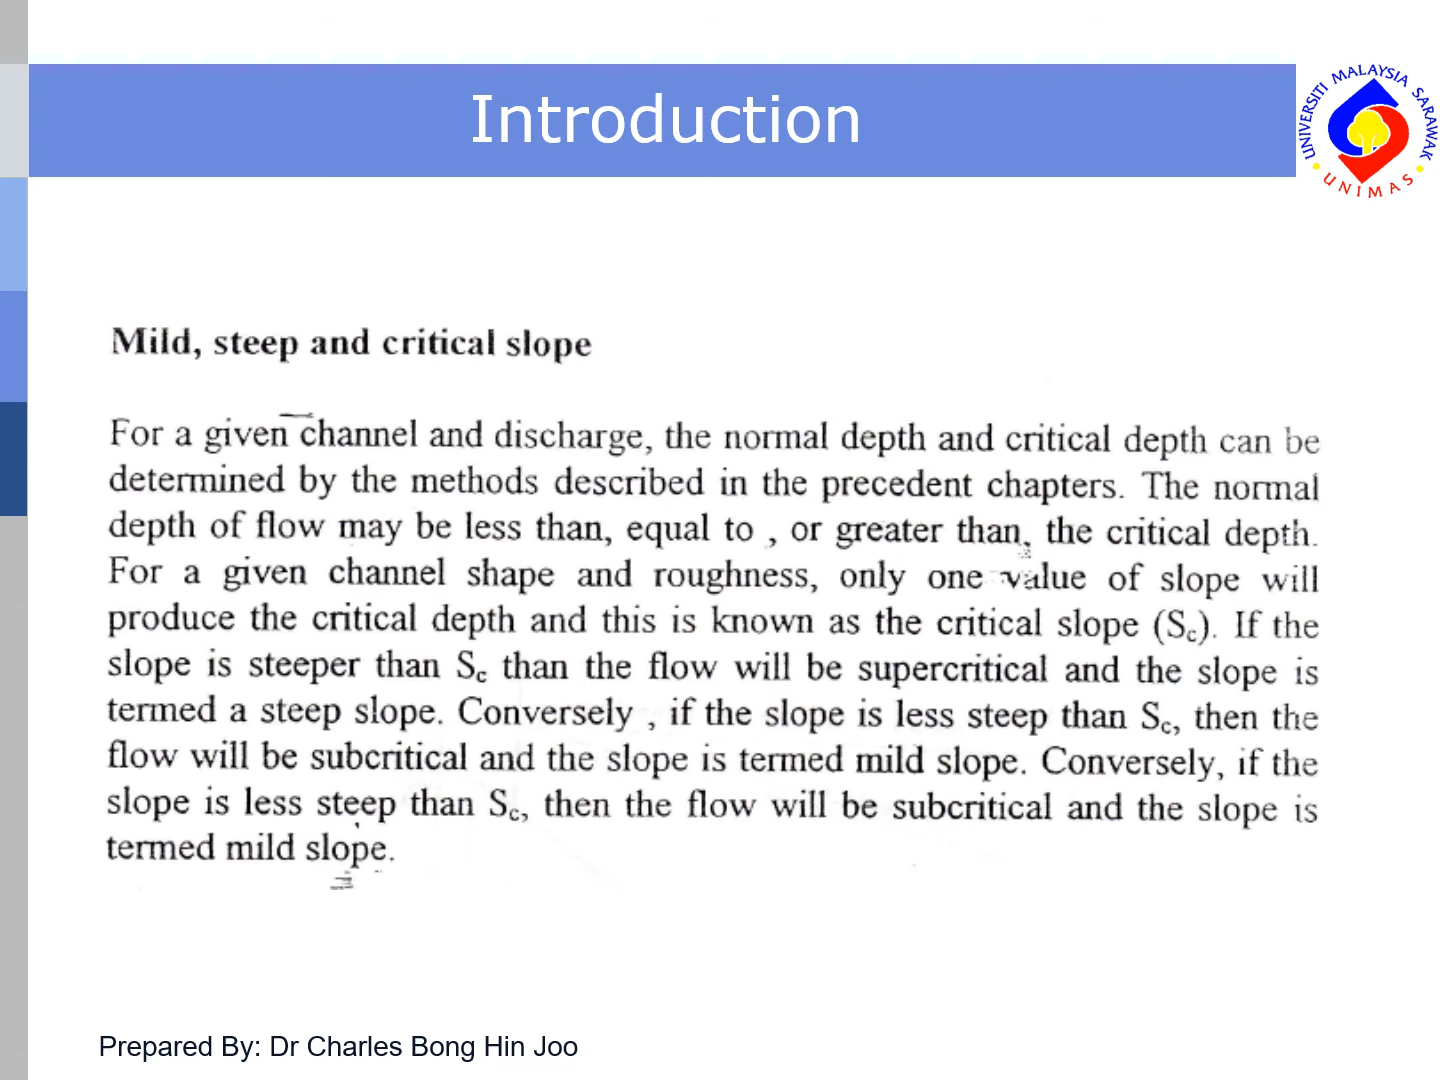 Introduction
UNIVERSITI MALAYSIA SARAWAK
UNIMAS
Mild, steep and critical slope
For a given channel and discharge, the normal depth and critical depth can be
determined by the methods described in the precedent chapters. The normal
depth of flow may be less than, equal to , or greater than, the critical depth.
For a given channel shape and roughness, only one value of slope will
produce the critical depth and this is known as the critical slope (Sc). If the
slope is steeper than Sc than the flow will be supercritical and the slope is
termed a steep slope. Conversely , if the slope is less steep than Sc, then the
flow will be subcritical and the slope is termed mild slope. Conversely, if the
slope is less steep than Sc, then the flow will be subcritical and the slope is
termed mild slope.
Prepared By: Dr Charles Bong Hin Joo